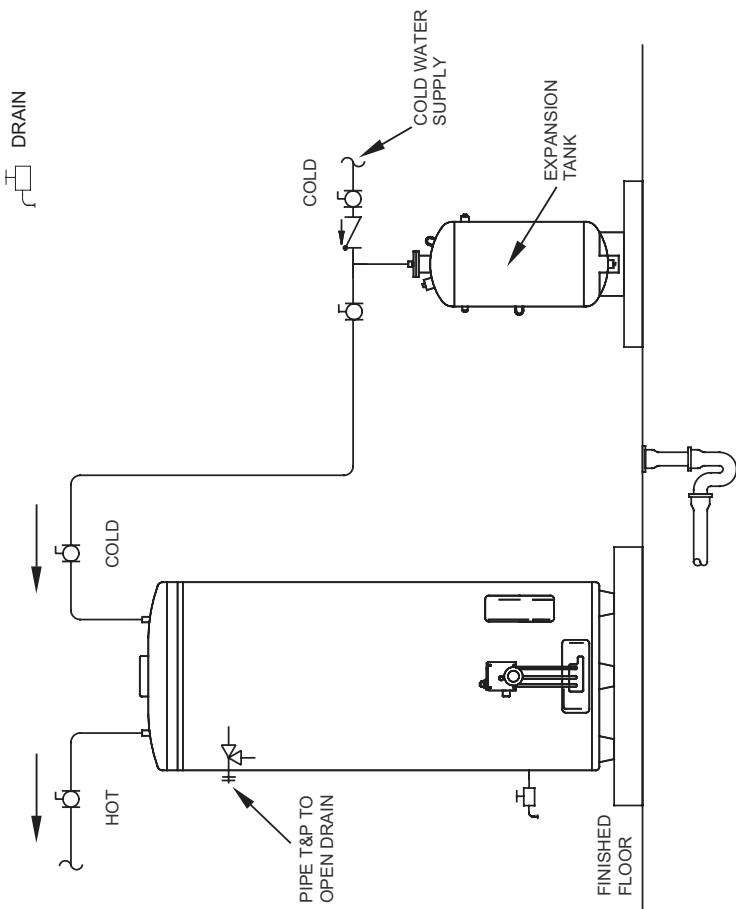 DRAIN
COLD WATER
SUPPLY
COLD
EXPANSION
TANK
COLD
HOT
PIPE T&P TO
OPEN DRAIN
FINISHED
FLOOR